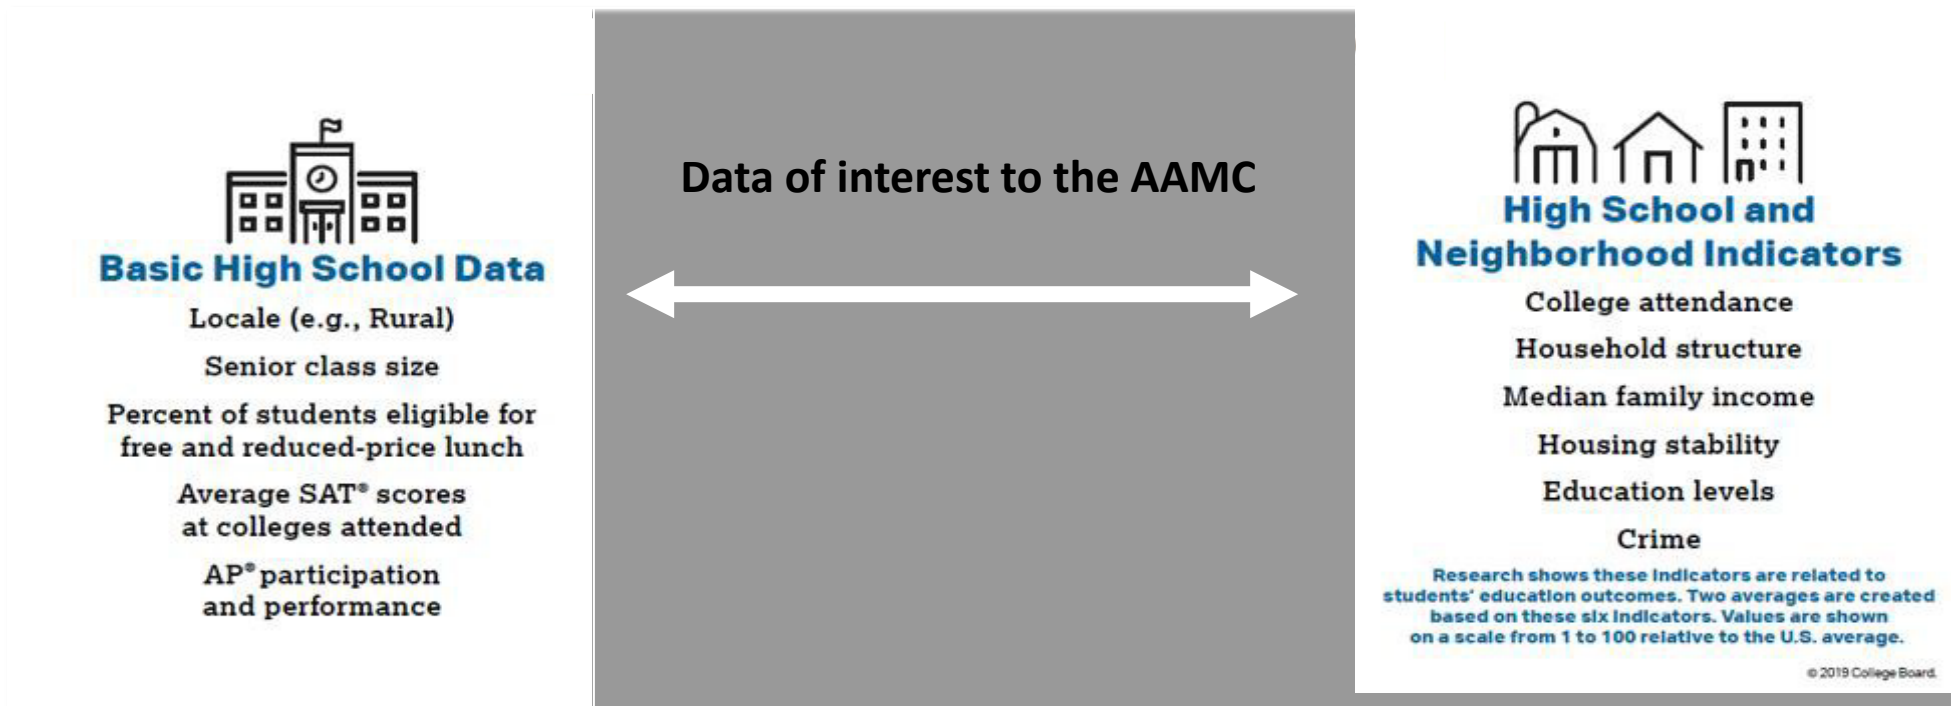 Basic High School Data
Locale (e.g., Rural)
Senior class size
Percent of students eligible for
free and reduced-price lunch
Average SAT® scores
at colleges attended
AP® participation
and performance
Data of interest to the AAMC
High School and
Neighborhood Indicators
College attendance
Household structure
Median family income
Housing stability
Education levels
Crime
Research shows these indicators are related to
students' education outcomes. Two averages are created
based on these six indicators. Values are shown
on a scale from 1 to 100 relative to the U.S. average.
© 2019 College Board.